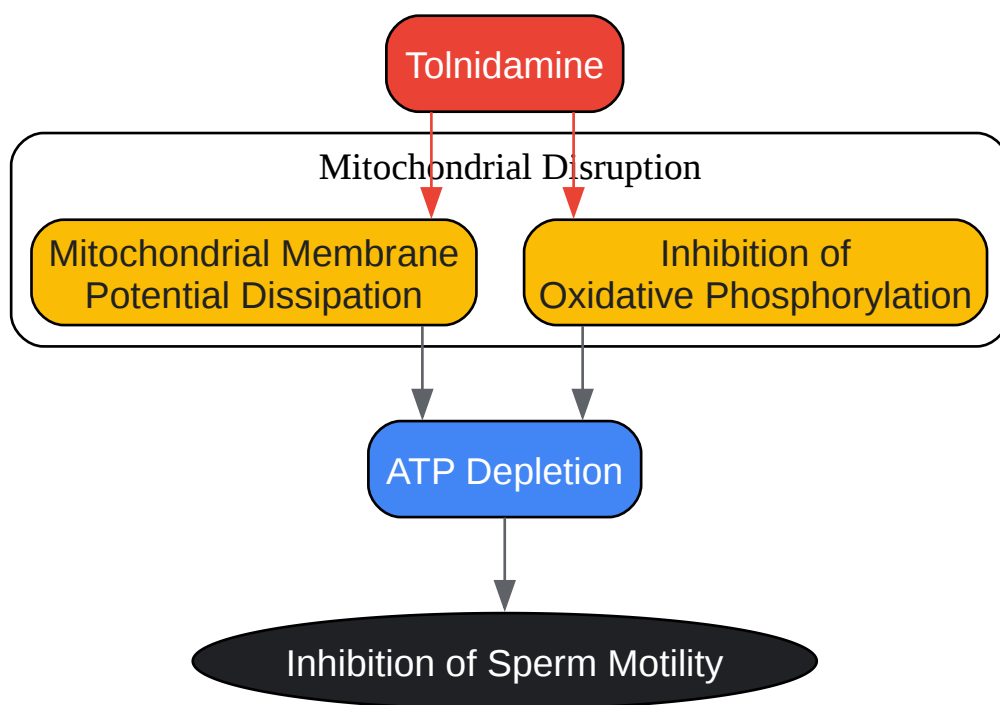 Tolnidamine
Mitochondrial Disruption
Mitochondrial Membrane
Potential Dissipation
Inhibition of
Oxidative Phosphorylation
ATP Depletion
Inhibition of Sperm Motility